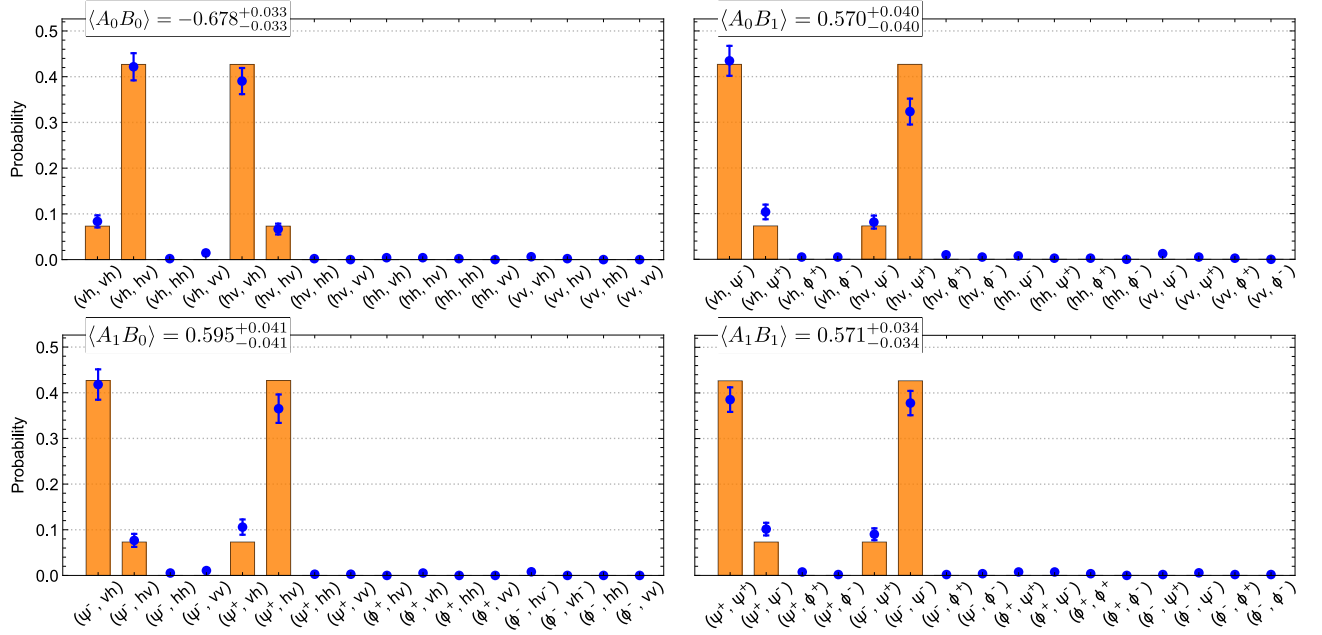 ⟨A₀B₀⟩ = −0.678 +0.033 −0.033
Probability
0.5
0.4
0.3
0.2
0.1
0.0
(vh, vh)
(vh, hv)
(vh, hh)
(vh, vv)
(hv, vh)
(hv, hv)
(hv, hh)
(hv, vv)
(hh, vh)
(hh, hv)
(hh, hh)
(hh, vv)
(vv, vh)
(vv, hv)
(vv, hh)
(vv, vv)
⟨A₀B₁⟩ = 0.570 +0.040 −0.040
(vh, ψ⁻)
(vh, ψ⁺)
(vh, ϕ⁺)
(vh, ϕ⁻)
(hv, ψ⁻)
(hv, ψ⁺)
(hv, ϕ⁺)
(hv, ϕ⁻)
(hh, ψ⁻)
(hh, ψ⁺)
(hh, ϕ⁺)
(hh, ϕ⁻)
(vv, ψ⁻)
(vv, ψ⁺)
(vv, ϕ⁺)
(vv, ϕ⁻)
⟨A₁B₀⟩ = 0.595 +0.041 −0.041
Probability
0.5
0.4
0.3
0.2
0.1
0.0
(ψ⁻, vh)
(ψ⁻, hv)
(ψ⁻, hh)
(ψ⁻, vv)
(ψ⁺, vh)
(ψ⁺, hv)
(ψ⁺, hh)
(ψ⁺, vv)
(ϕ⁺, hv)
(ϕ⁺, vh)
(ϕ⁺, hh)
(ϕ⁺, vv)
(ϕ⁻, hv⁻)
(ϕ⁻, vh⁻)
(ϕ⁻, hh)
(ϕ⁻, vv)
⟨A₁B₁⟩ = 0.571 +0.034 −0.034
(ψ⁺, ψ⁺)
(ψ⁺, ψ⁻)
(ψ⁺, ϕ⁺)
(ψ⁺, ϕ⁻)
(ψ⁻, ψ⁺)
(ψ⁻, ψ⁻)
(ψ⁻, ϕ⁺)
(ψ⁻, ϕ⁻)
(ϕ⁺, ψ⁺)
(ϕ⁺, ψ⁻)
(ϕ⁺, ϕ⁺
(ϕ⁺, ϕ⁻)
(ϕ⁻, ψ⁺)
(ϕ⁻, ψ⁻)
(ϕ⁻, ϕ⁺)
(ϕ⁻, ϕ⁻)